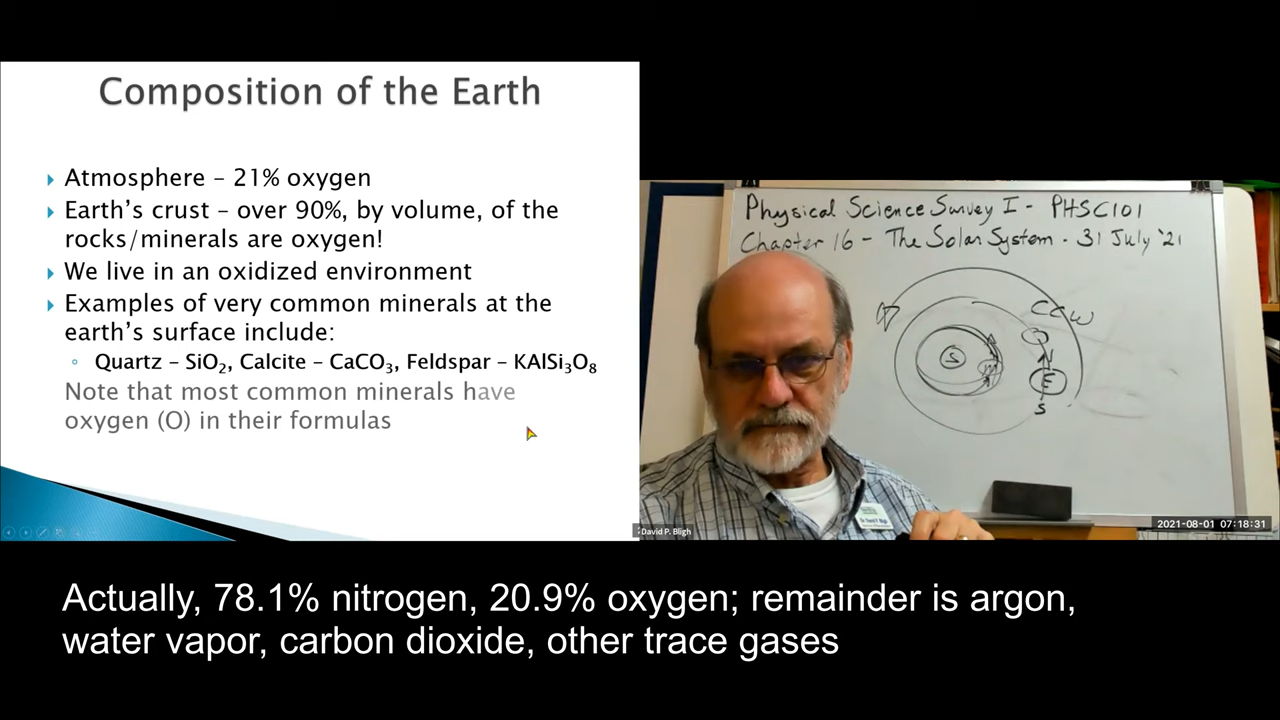 Composition of the Earth
Atmosphere – 21% oxygen
Earth's crust – over 90%, by volume, of the
rocks/minerals are oxygen!
We live in an oxidized environment
Examples of very common minerals at the
earth's surface include:
Quartz – SiO₂, Calcite – CaCO₃, Feldspar – KAlSi₃O₈
Note that most common minerals have
oxygen (O) in their formulas
Physical Science Survey I - PHSC101
Chapter 16 - The Solar System - 31 July '21
CCW
S
m
E
S
Dr. David P. Bligh
David P. Bligh
2021-08-01 07:18:31
Actually, 78.1% nitrogen, 20.9% oxygen; remainder is argon,
water vapor, carbon dioxide, other trace gases